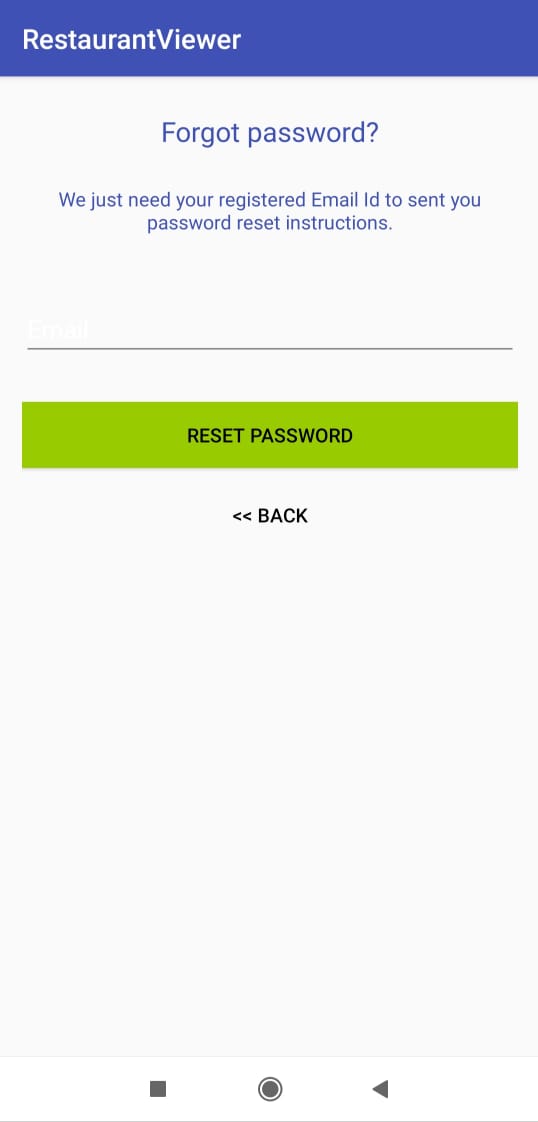 RestaurantViewer
Forgot password?
We just need your registered Email Id to sent you
password reset instructions.
Email
RESET PASSWORD
<< BACK